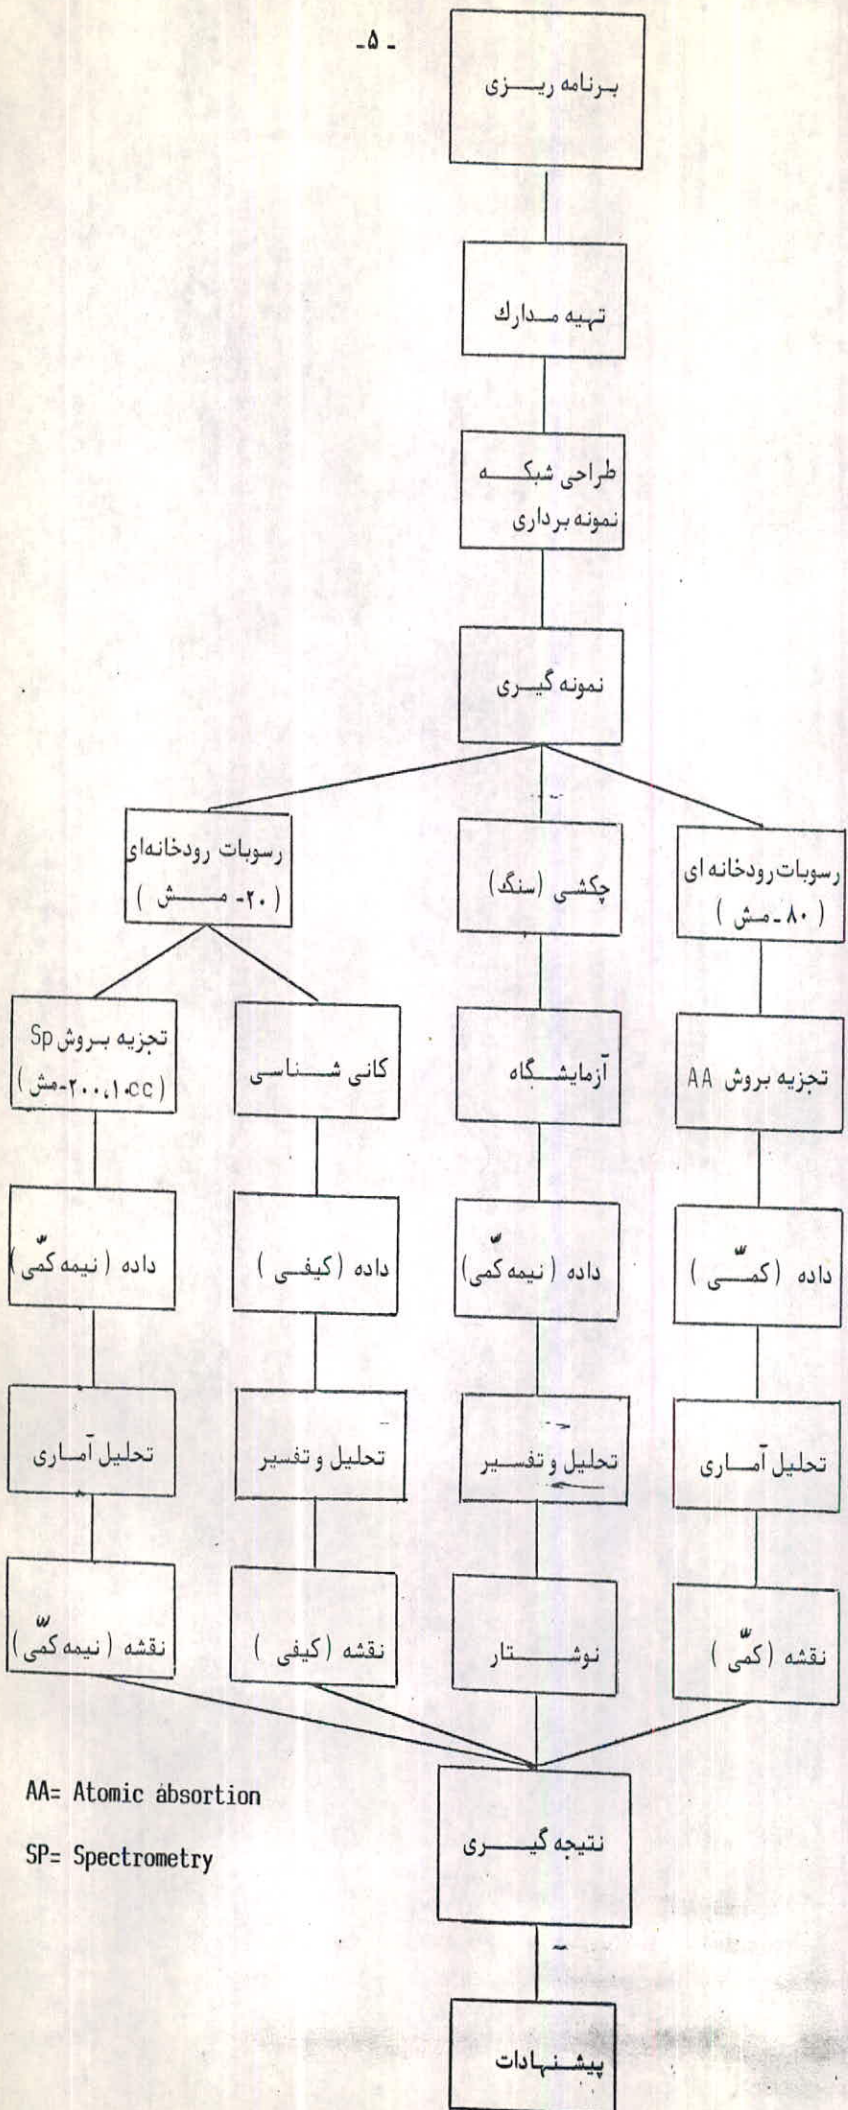 - ۵ -
برنامه ریزی
تهیه مدارك
طراحی شبکه
نمونه برداری
نمونه گیری
رسوبات رودخانه ای
( ۸۰ - مش )
چکشی (سنگ)
رسوبات رودخانه‌ای
( ۲۰ - مش )
تجزیه بروش AA
آزمایشگاه
کانی شناسی
تجزیه بروش Sp
( ۱۰cc ،۲۰۰-مش )
داده ( کمّی )
داده ( نیمه کمّی)
داده ( کیفی )
داده ( نیمه کمّی)
تحلیل آماری
تحلیل و تفسیر
تحلیل و تفسیر
تحلیل آماری
نقشه ( کمّی )
نوشتار
نقشه ( کیفی )
نقشه ( نیمه کمّی)
AA= Atomic absortion
SP= Spectrometry
نتیجه گیری
پیشنهادات